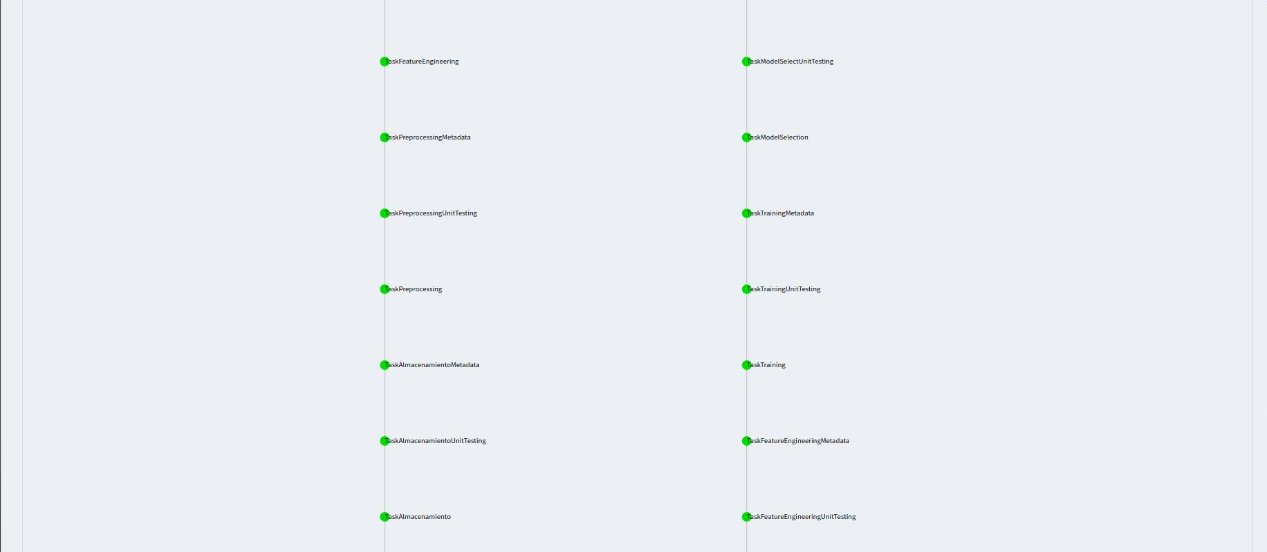 TaskFeatureEngineering
TaskModelSelectUnitTesting
TaskPreprocessingMetadata
TaskModelSelection
TaskPreprocessingUnitTesting
TaskTrainingMetadata
TaskPreprocessing
TaskTrainingUnitTesting
TaskAlmacenamientoMetadata
TaskTraining
TaskAlmacenamientoUnitTesting
TaskFeatureEngineeringMetadata
TaskAlmacenamiento
TaskFeatureEngineeringUnitTesting